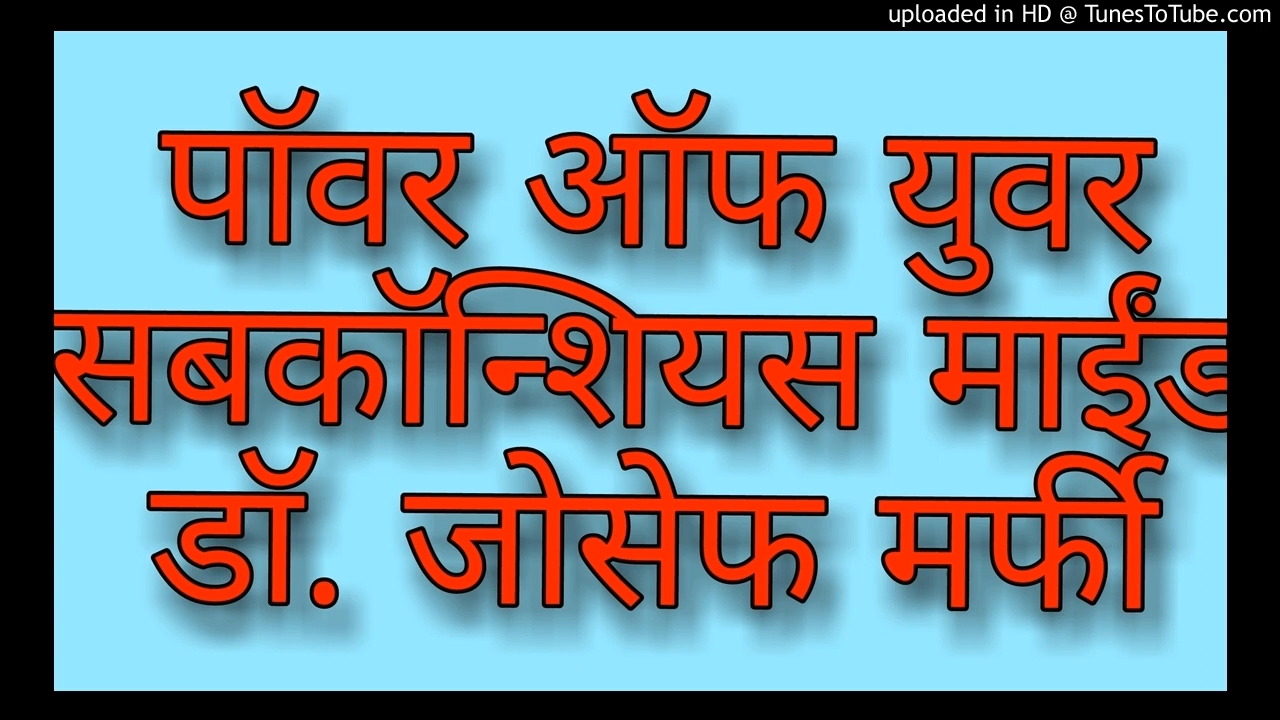 uploaded in HD @ TunesToTube.com
पॉवर ऑफ युवर
सबकॉन्शियस माईंड
डॉ. जोसेफ मर्फी